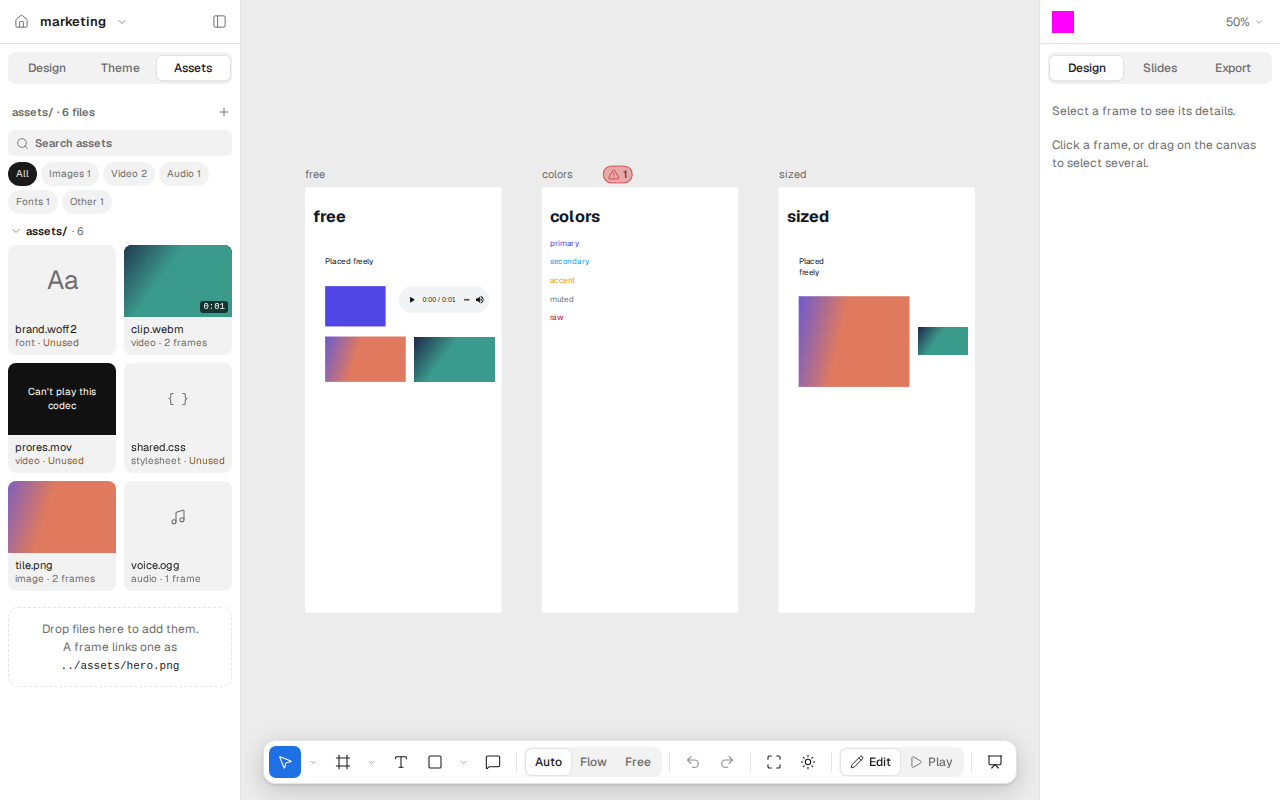 marketing
Design Theme Assets
assets/ · 6 files
Search assets
All Images 1 Video 2 Audio 1
Fonts 1 Other 1
assets/ · 6
Aa
brand.woff2
font · Unused
0:01
clip.webm
video · 2 frames
Can't play this
codec
prores.mov
video · Unused
{ }
shared.css
stylesheet · Unused
tile.png
image · 2 frames
voice.ogg
audio · 1 frame
Drop files here to add them.
A frame links one as
../assets/hero.png
free
free
Placed freely
0:00 / 0:01
colors
1
colors
primary
secondary
accent
muted
raw
sized
sized
Placed
freely
Auto Flow Free
Edit Play
50%
Design Slides Export
Select a frame to see its details.
Click a frame, or drag on the canvas
to select several.